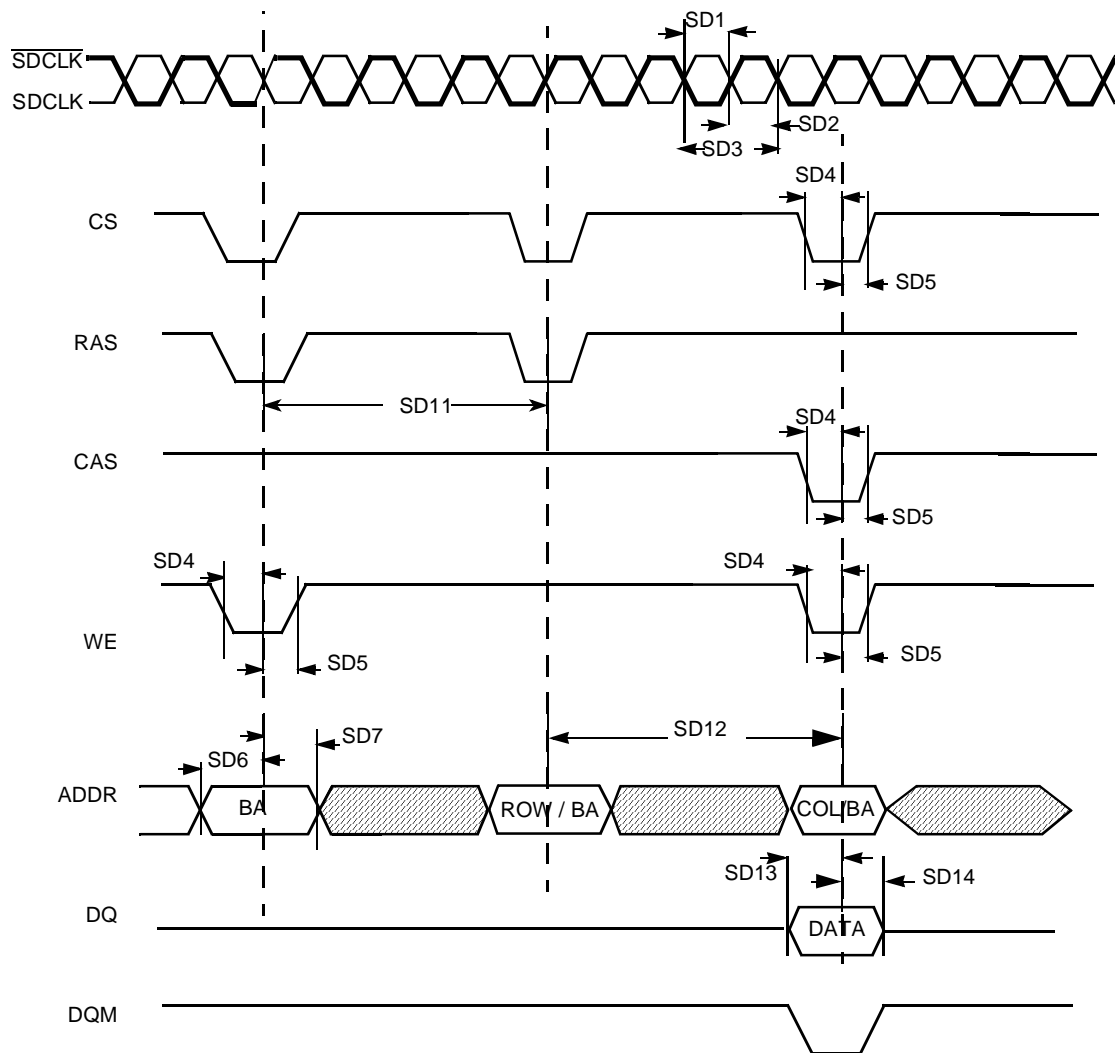 SD1
SDCLK
SDCLK
SD2
SD3
SD4
CS
SD5
RAS
SD11
SD4
CAS
SD5
SD4
SD4
WE
SD5
SD5
SD12
SD7
SD6
ADDR
BA
ROW / BA
COL/BA
SD13
SD14
DQ
DATA
DQM